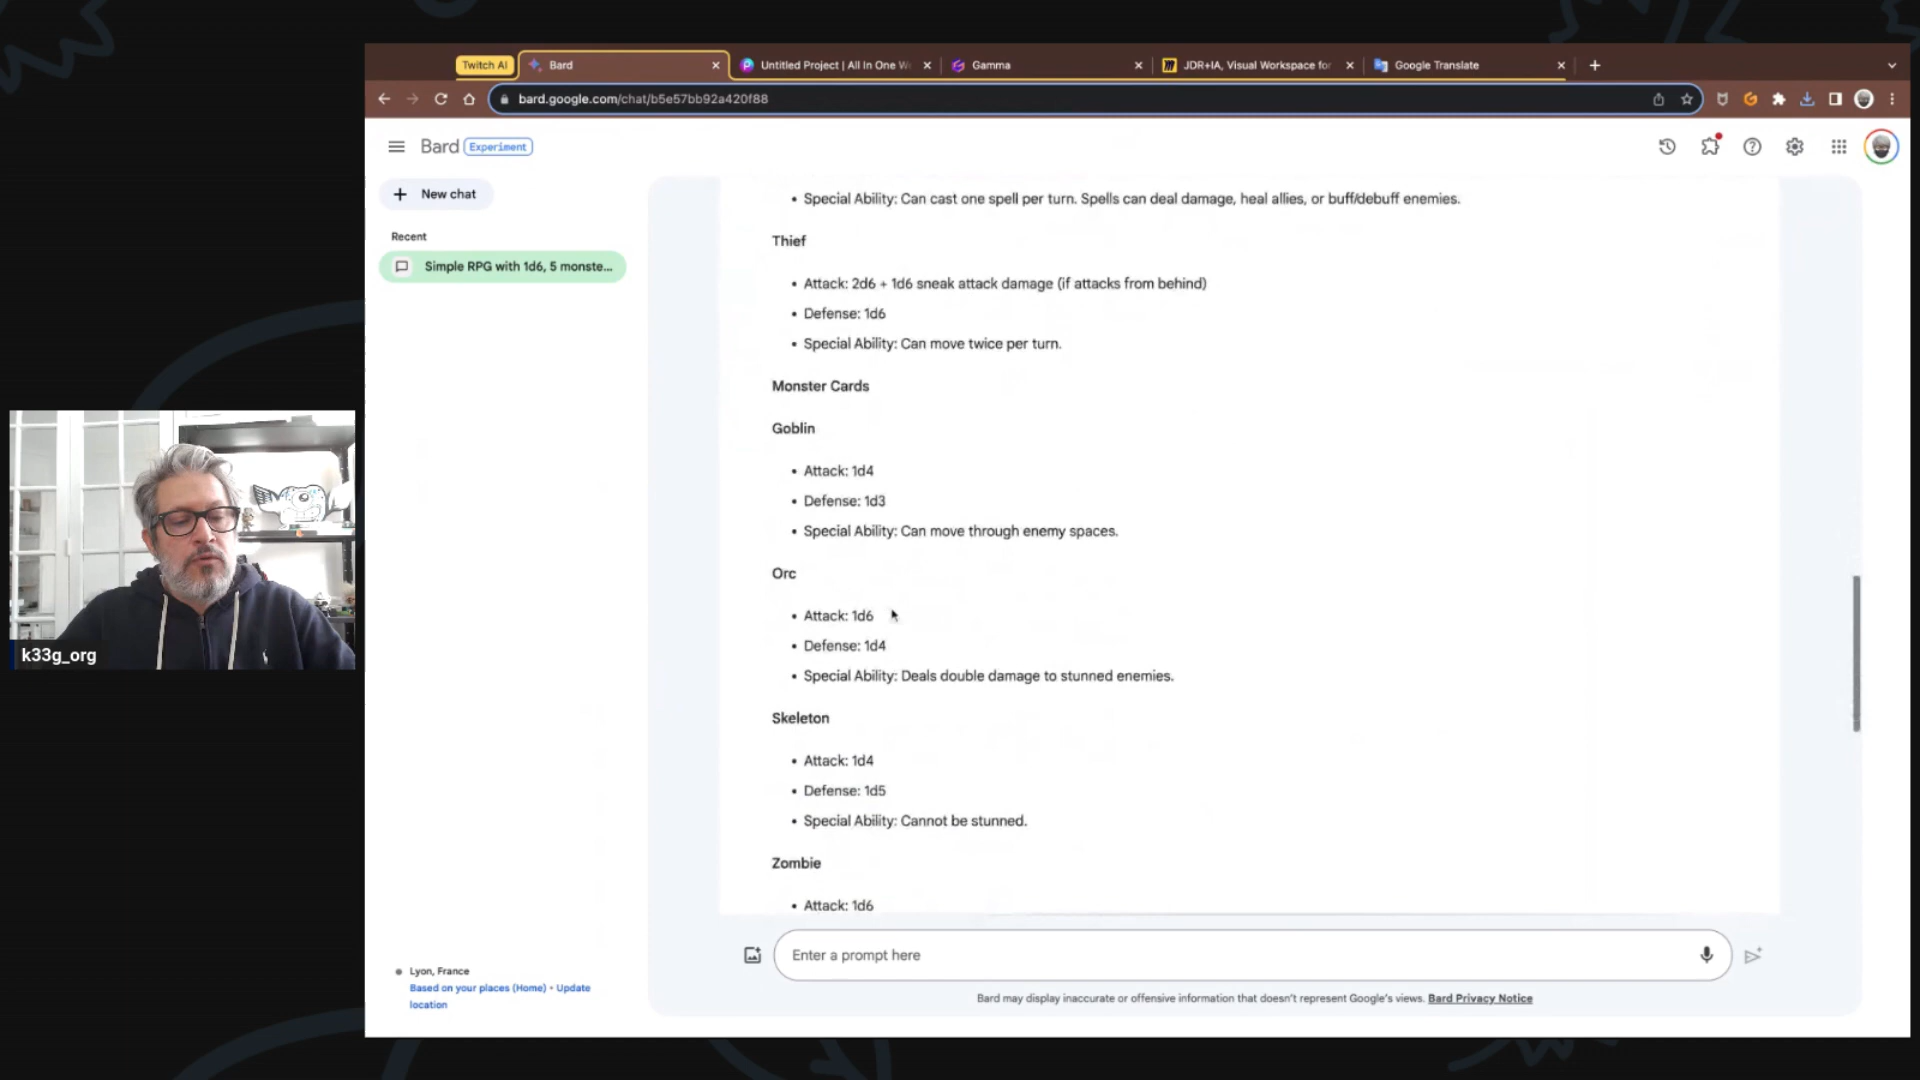 Twitch AI
Bard
Untitled Project | All In One W
Gamma
JDR+IA, Visual Workspace for
Google Translate
bard.google.com/chat/b5e57bb92a420f88
Bard Experiment
New chat
Recent
Simple RPG with 1d6, 5 monste...
• Special Ability: Can cast one spell per turn. Spells can deal damage, heal allies, or buff/debuff enemies.
Thief
• Attack: 2d6 + 1d6 sneak attack damage (if attacks from behind)
• Defense: 1d6
• Special Ability: Can move twice per turn.
Monster Cards
Goblin
• Attack: 1d4
• Defense: 1d3
• Special Ability: Can move through enemy spaces.
Orc
• Attack: 1d6
• Defense: 1d4
• Special Ability: Deals double damage to stunned enemies.
Skeleton
• Attack: 1d4
• Defense: 1d5
• Special Ability: Cannot be stunned.
Zombie
• Attack: 1d6
k33g_org
Enter a prompt here
Lyon, France
Based on your places (Home) • Update
location
Bard may display inaccurate or offensive information that doesn't represent Google's views. Bard Privacy Notice